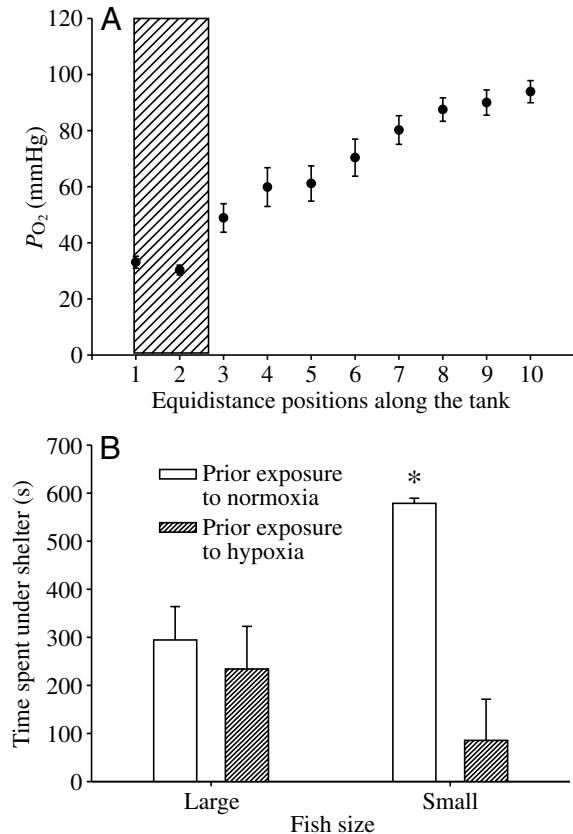 A
120
100
80
60
40
20
0
PO2 (mmHg)
1 2 3 4 5 6 7 8 9 10
Equidistance positions along the tank
B
700
600
500
400
300
200
100
0
Time spent under shelter (s)
Prior exposure
to normoxia
Prior exposure
to hypoxia
*
Large Small
Fish size